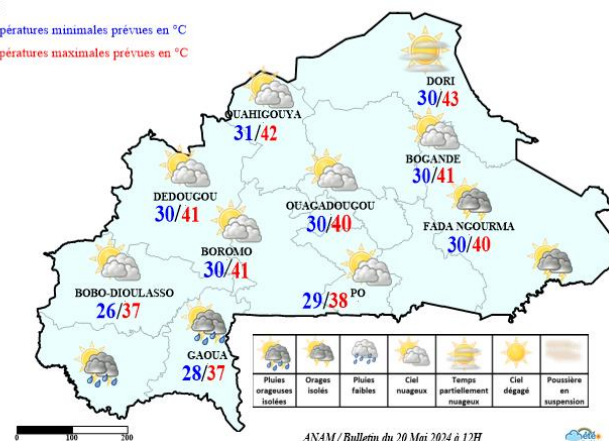 pératures minimales prévues en °C
pératures maximales prévues en °C
DORI
30/43
OUAHIGOUYA
31/42
BOGANDE
30/41
DEDOUGOU
30/41
OUAGADOUGOU
30/40
FADA NGOURMA
30/40
BOROMO
30/41
BOBO-DIOULASSO
26/37
29/38 PO
GAOUA
28/37
Pluies orageuses isolées
Orages isolés
Pluies faibles
Ciel nuageux
Temps partiellement nuageux
Ciel dégagé
Poussière en suspension
0 100 200
ANAM / Bulletin du 20 Mai 2024 à 12H